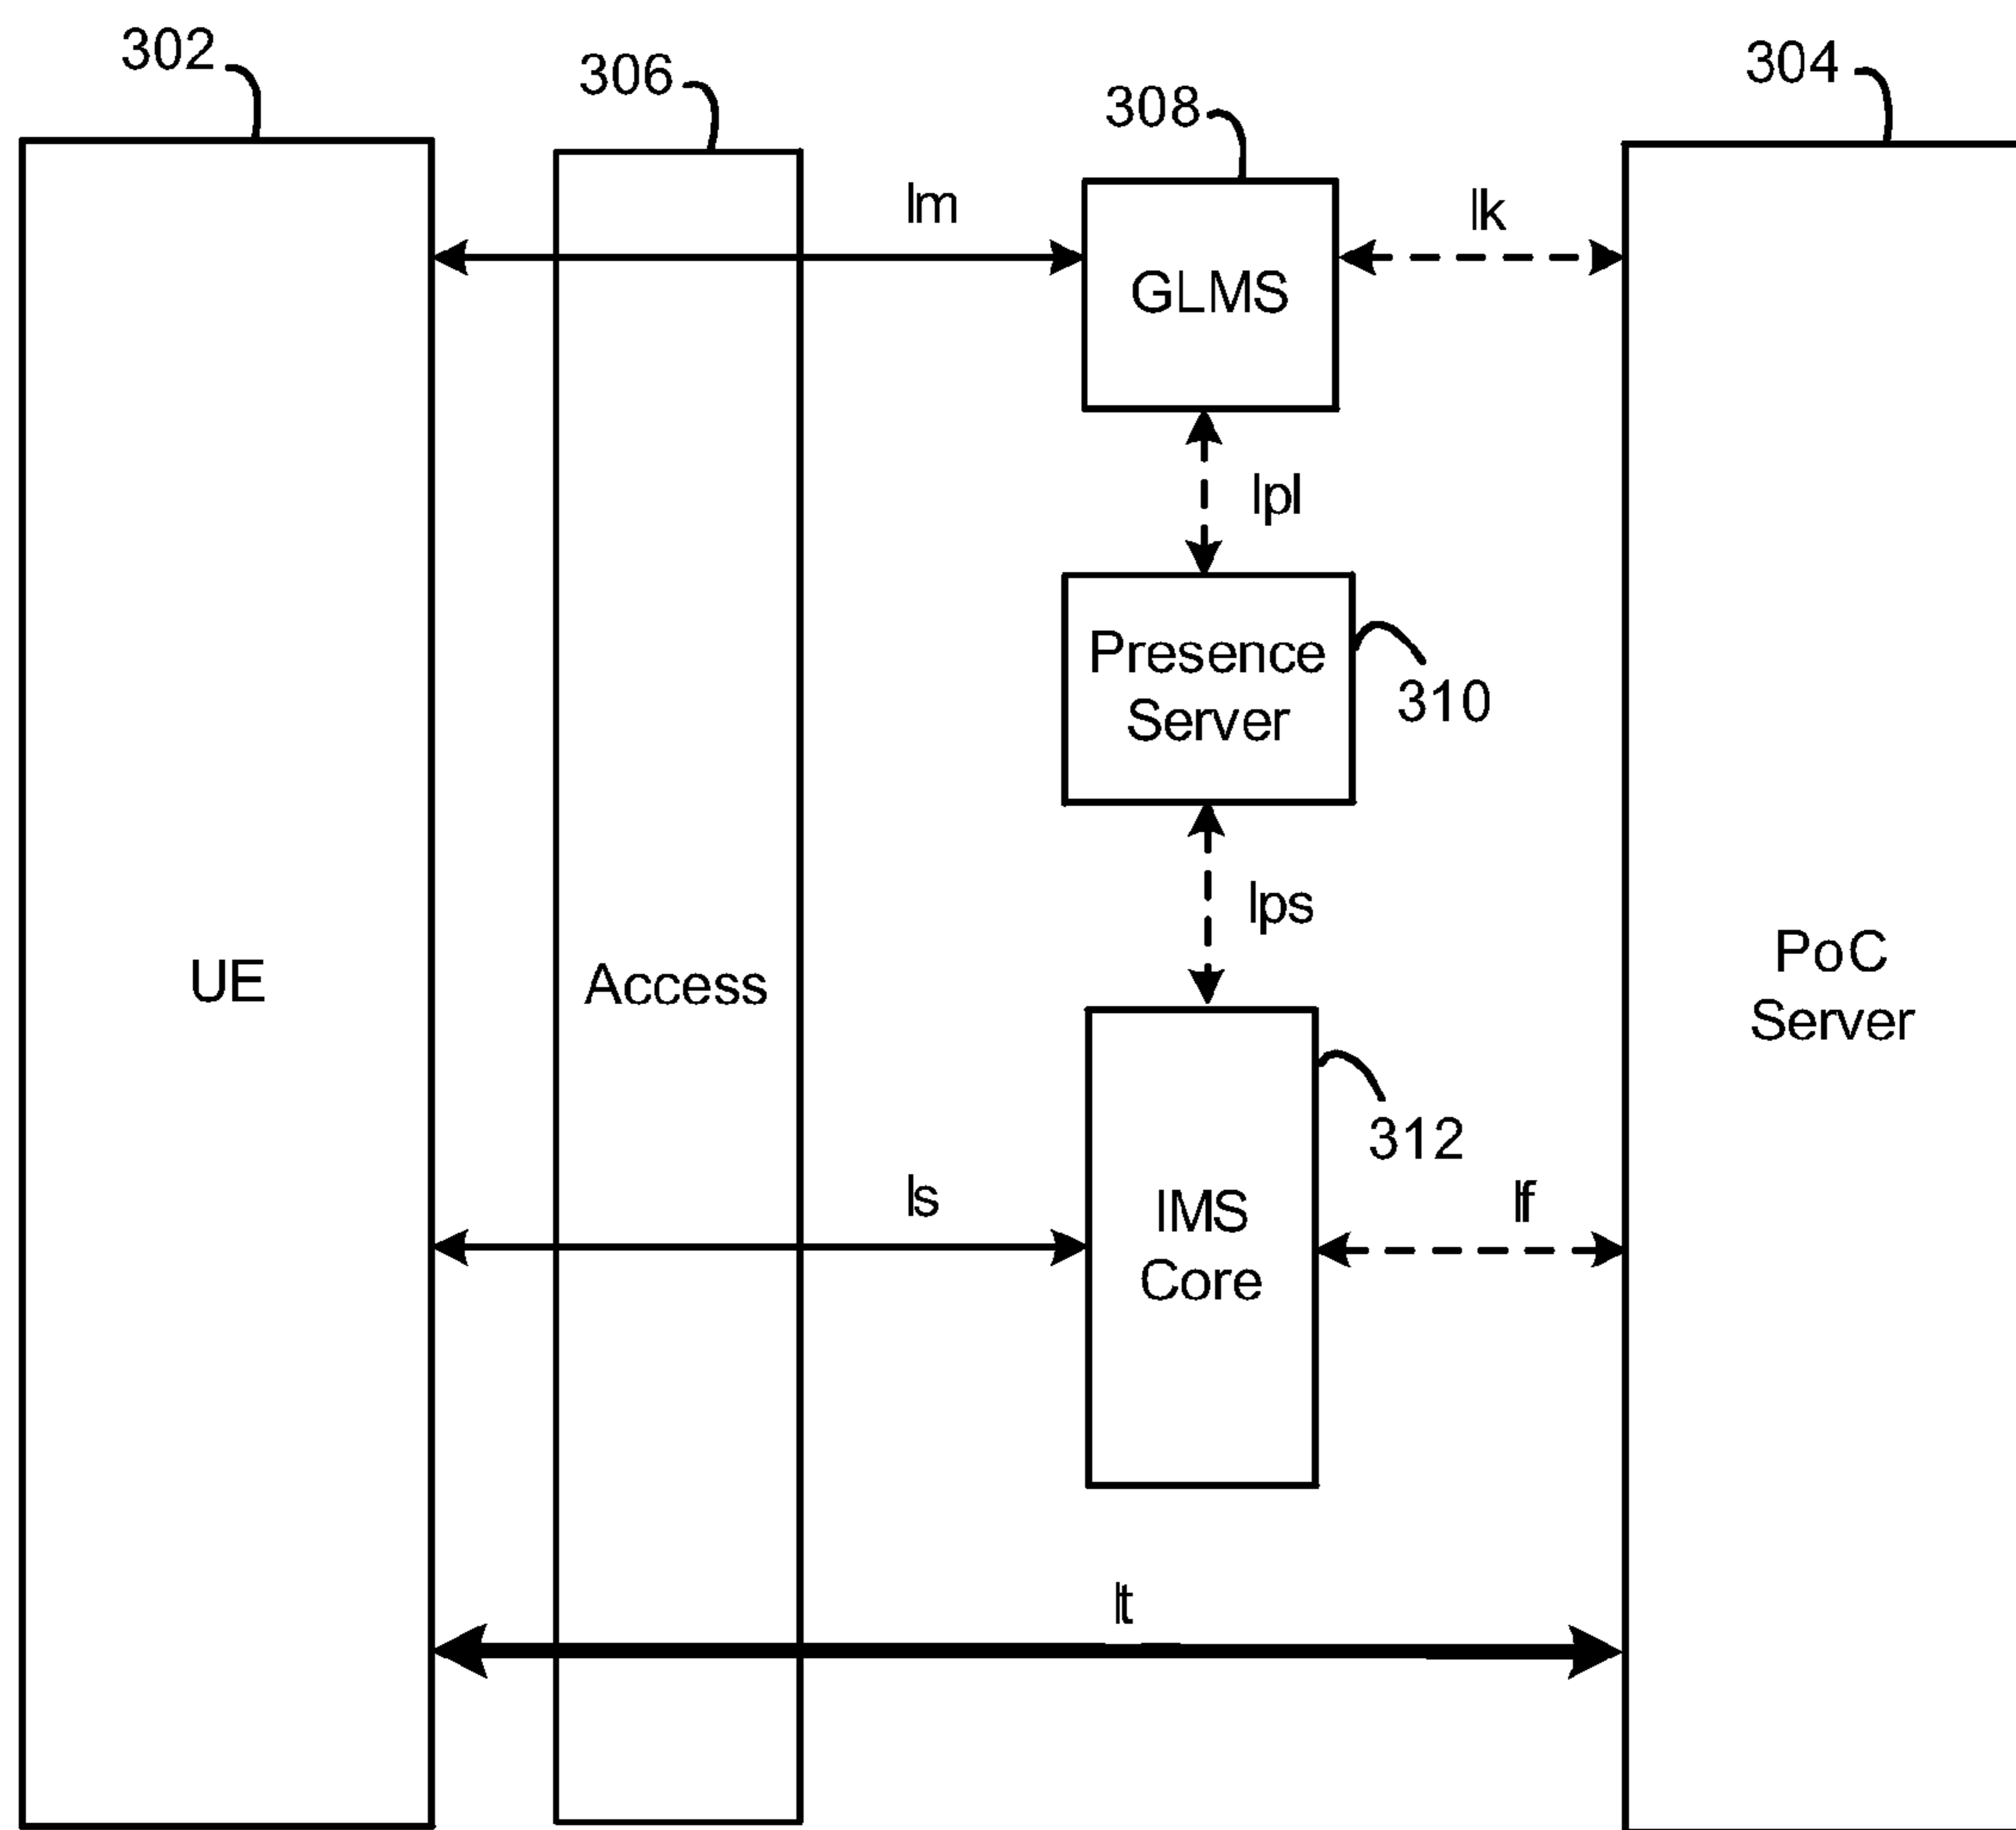 302
306
308
304
Im
Ik
GLMS
Ipl
Presence
Server
310
Ips
UE
Access
PoC
Server
312
Is
If
IMS
Core
It